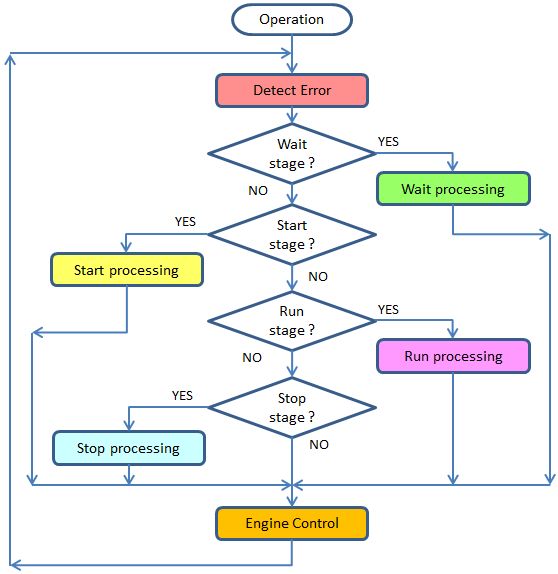 Operation
Detect Error
Wait
stage ?
YES
Wait processing
NO
Start
stage ?
YES
Start processing
NO
Run
stage ?
YES
Run processing
NO
Stop
stage ?
YES
Stop processing
NO
Engine Control